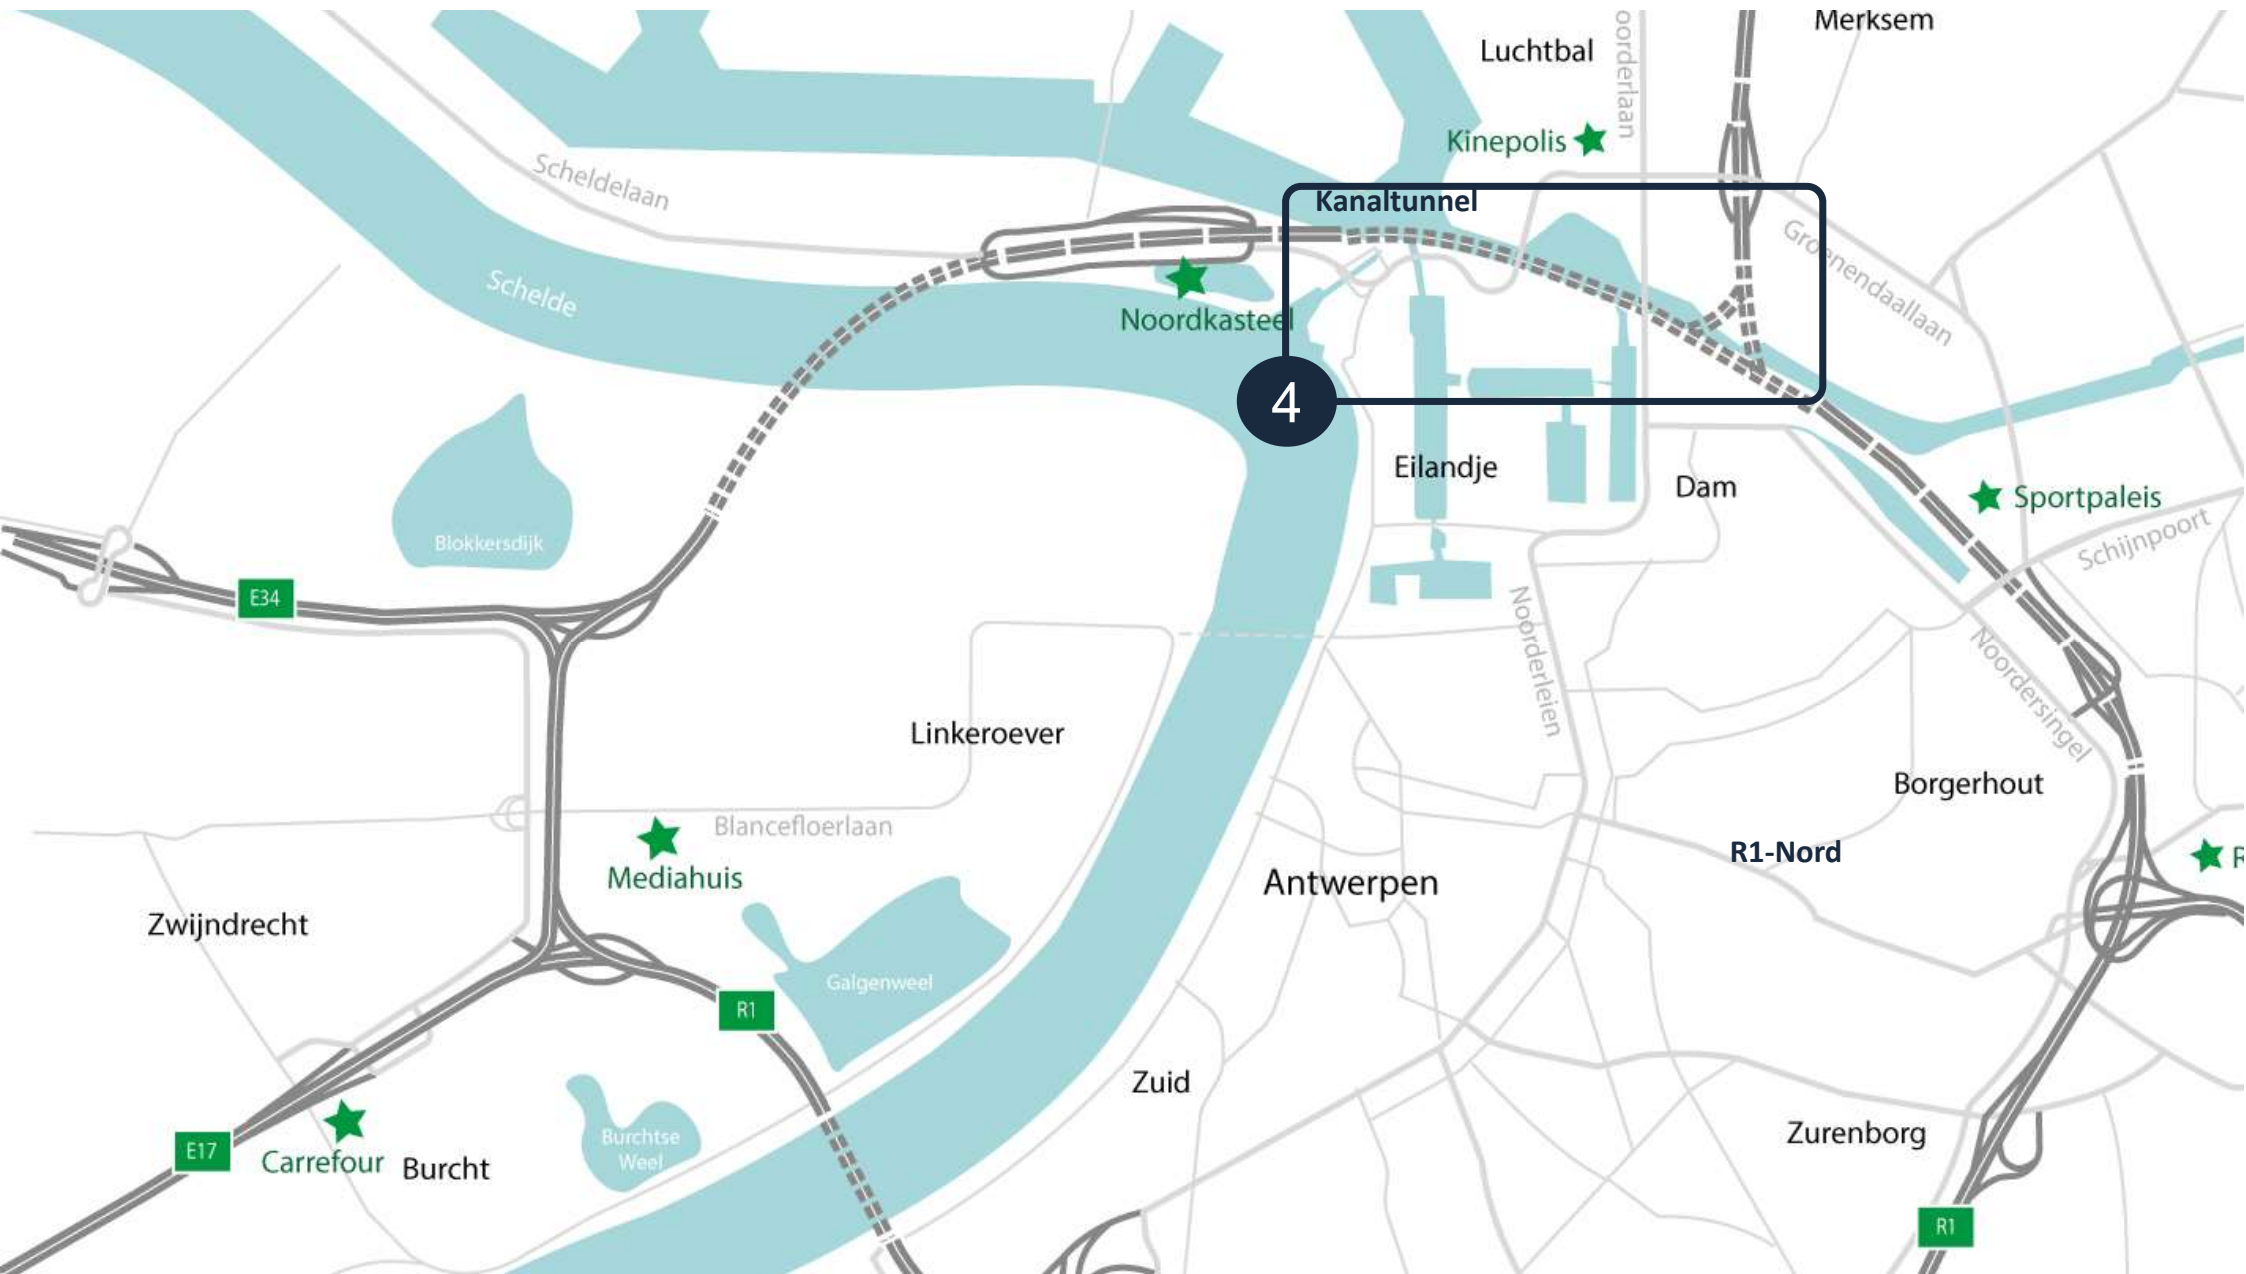 Merksem
Luchtbal
oorderlaan
Kinepolis
Scheldelaan
Kanaltunnel
Groenendaallaan
Schelde
Noordkasteel
4
Eilandje
Dam
Sportpaleis
Schijnpoort
Blokkersdijk
E34
Noorderleien
Noordersingel
Linkeroever
Borgerhout
Blancefloerlaan
R1-Nord
Mediahuis
Antwerpen
R
Zwijndrecht
Galgenweel
R1
Zuid
Burchtse
Weel
Zurenborg
E17
Carrefour
Burcht
R1